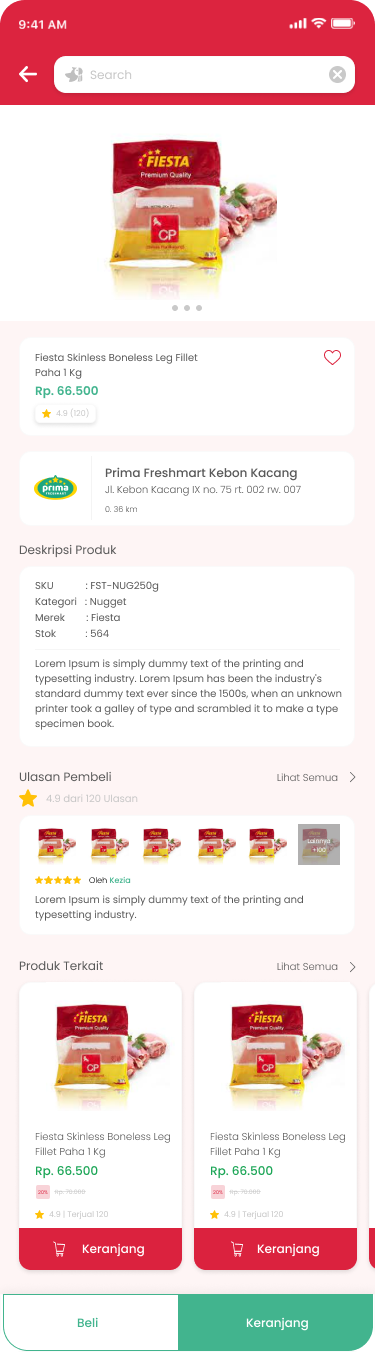 9:41 AM
Search
FIESTA
Premium Quality
CP
Fiesta Skinless Boneless Leg Fillet
Paha 1 Kg
Rp. 66.500
4.9 (120)
prima
FRESHMART
Prima Freshmart Kebon Kacang
Jl. Kebon Kacang IX no. 75 rt. 002 rw. 007
0. 36 km
Deskripsi Produk
SKU : FST-NUG250g
Kategori : Nugget
Merek : Fiesta
Stok : 564
Lorem Ipsum is simply dummy text of the printing and
typesetting industry. Lorem Ipsum has been the industry's
standard dummy text ever since the 1500s, when an unknown
printer took a galley of type and scrambled it to make a type
specimen book.
Ulasan Pembeli
Lihat Semua
4.9 dari 120 Ulasan
FIESTA
FIESTA
FIESTA
FIESTA
FIESTA
Lainnya
+100
Oleh Kezia
Lorem Ipsum is simply dummy text of the printing and
typesetting industry.
Produk Terkait
Lihat Semua
FIESTA
Premium Quality
CP
Fiesta Skinless Boneless Leg
Fillet Paha 1 Kg
Rp. 66.500
20%
4.9 | Terjual 120
Keranjang
FIESTA
Premium Quality
CP
Fiesta Skinless Boneless Leg
Fillet Paha 1 Kg
Rp. 66.500
20%
4.9 | Terjual 120
Keranjang
Beli
Keranjang